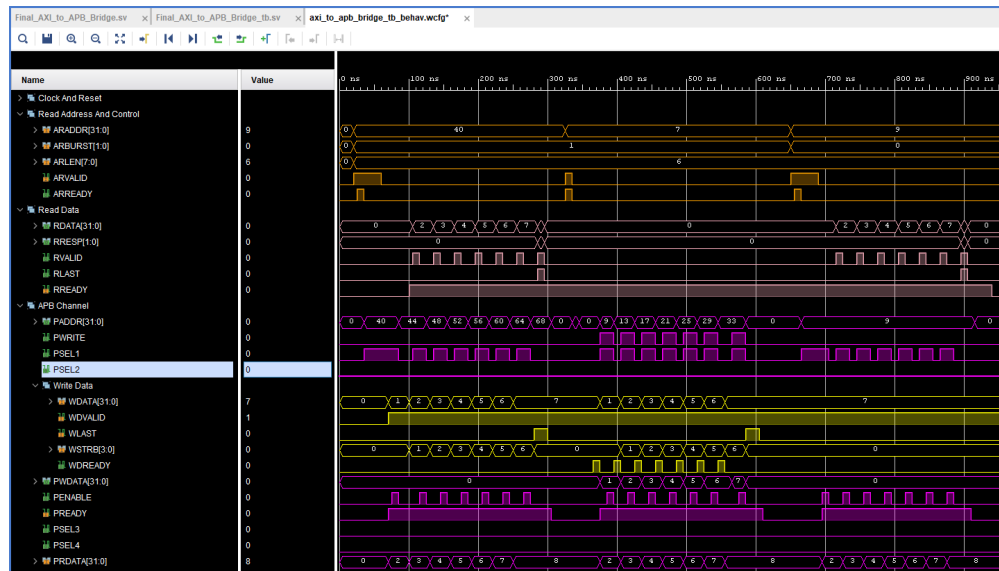 Final_AXI_to_APB_Bridge.sv × Final_AXI_to_APB_Bridge_tb.sv × axi_to_apb_bridge_tb_behav.wcfg* ×
Name Value 0 ns 100 ns 200 ns 300 ns 400 ns 500 ns 600 ns 700 ns 800 ns 900 ns
Clock And Reset
Read Address And Control
ARADDR[31:0] 9 0 40 7 9
ARBURST[1:0] 0 0 1 0
ARLEN[7:0] 6 0 6
ARVALID 0
ARREADY 0
Read Data
RDATA[31:0] 0 0 2 3 4 5 6 7 0 2 3 4 5 6 7 0
RRESP[1:0] 0 0 0 0
RVALID 0
RLAST 0
RREADY 0
APB Channel
PADDR[31:0] 0 0 40 44 48 52 56 60 64 68 0 0 9 13 17 21 25 29 33 0 9 0
PWRITE 0
PSEL1 0
PSEL2 0
Write Data
WDATA[31:0] 7 0 1 2 3 4 5 6 7 1 2 3 4 5 6 7
WDVALID 1
WLAST 0
WSTRB[3:0] 0 0 1 2 3 4 5 6 0 1 2 3 4 5 6 0
WDREADY 0
PWDATA[31:0] 0 0 1 2 3 4 5 6 7 0
PENABLE 0
PREADY 0
PSEL3 0
PSEL4 0
PRDATA[31:0] 8 0 2 3 4 5 6 7 8 2 3 4 5 6 7 8 2 3 4 5 6 7 8